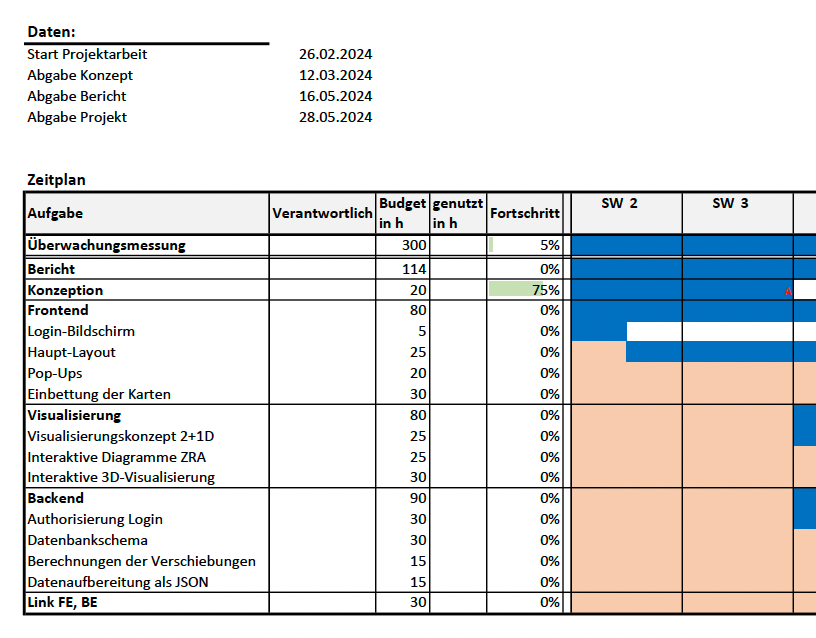 Daten:
Start Projektarbeit 26.02.2024
Abgabe Konzept 12.03.2024
Abgabe Bericht 16.05.2024
Abgabe Projekt 28.05.2024
Zeitplan
Aufgabe Verantwortlich Budget in h genutzt in h Fortschritt SW 2 SW 3
Überwachungsmessung 300 5%
Bericht 114 0%
Konzeption 20 75%
Frontend 80 0%
Login-Bildschirm 5 0%
Haupt-Layout 25 0%
Pop-Ups 20 0%
Einbettung der Karten 30 0%
Visualisierung 80 0%
Visualisierungskonzept 2+1D 25 0%
Interaktive Diagramme ZRA 25 0%
Interaktive 3D-Visualisierung 30 0%
Backend 90 0%
Authorisierung Login 30 0%
Datenbankschema 30 0%
Berechnungen der Verschiebungen 15 0%
Datenaufbereitung als JSON 15 0%
Link FE, BE 30 0%